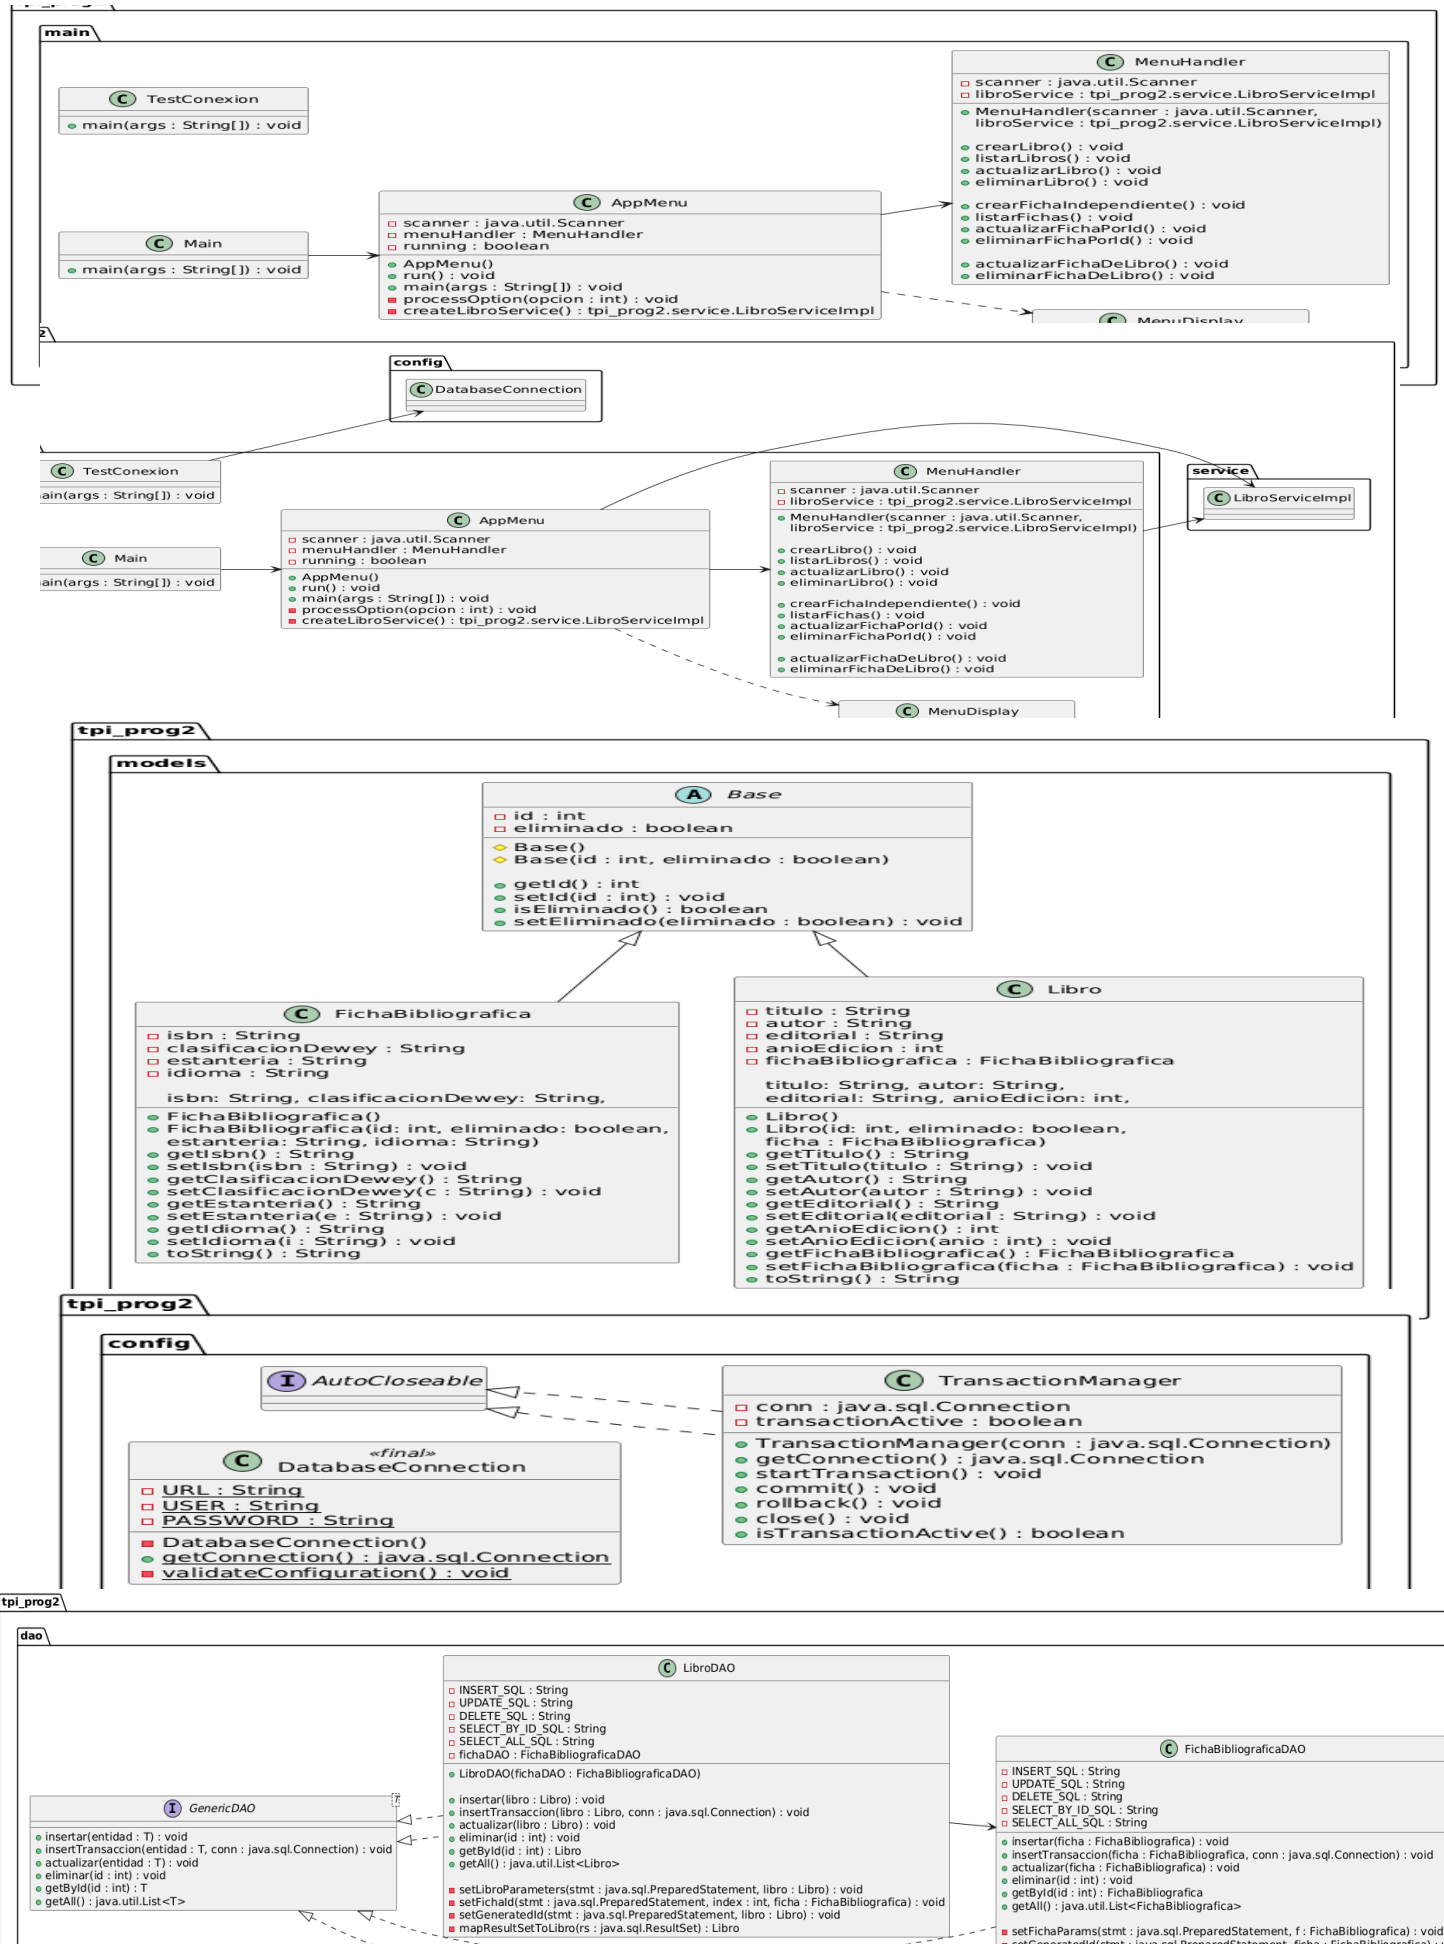 main
C MenuHandler
scanner : java.util.Scanner
libroService : tpi_prog2.service.LibroServiceImpl
MenuHandler(scanner : java.util.Scanner,
libroService : tpi_prog2.service.LibroServiceImpl)
crearLibro() : void
listarLibros() : void
actualizarLibro() : void
eliminarLibro() : void
crearFichaIndependiente() : void
listarFichas() : void
actualizarFichaPorId() : void
eliminarFichaPorId() : void
actualizarFichaDeLibro() : void
eliminarFichaDeLibro() : void
C TestConexion
main(args : String[]) : void
C AppMenu
scanner : java.util.Scanner
menuHandler : MenuHandler
running : boolean
AppMenu()
run() : void
main(args : String[]) : void
processOption(opcion : int) : void
createLibroService() : tpi_prog2.service.LibroServiceImpl
C Main
main(args : String[]) : void
C MenuDisplay
2
config
C DatabaseConnection
C TestConexion
ain(args : String[]) : void
C AppMenu
scanner : java.util.Scanner
menuHandler : MenuHandler
running : boolean
AppMenu()
run() : void
main(args : String[]) : void
processOption(opcion : int) : void
createLibroService() : tpi_prog2.service.LibroServiceImpl
C Main
ain(args : String[]) : void
C MenuHandler
scanner : java.util.Scanner
libroService : tpi_prog2.service.LibroServiceImpl
MenuHandler(scanner : java.util.Scanner,
libroService : tpi_prog2.service.LibroServiceImpl)
crearLibro() : void
listarLibros() : void
actualizarLibro() : void
eliminarLibro() : void
crearFichaIndependiente() : void
listarFichas() : void
actualizarFichaPorId() : void
eliminarFichaPorId() : void
actualizarFichaDeLibro() : void
eliminarFichaDeLibro() : void
service
C LibroServiceImpl
C MenuDisplay
tpi_prog2
models
A Base
id : int
eliminado : boolean
Base()
Base(id : int, eliminado : boolean)
getId() : int
setId(id : int) : void
isEliminado() : boolean
setEliminado(eliminado : boolean) : void
C FichaBibliografica
isbn : String
clasificacionDewey : String
estanteria : String
idioma : String
isbn: String, clasificacionDewey: String,
FichaBibliografica()
FichaBibliografica(id: int, eliminado: boolean,
estanteria: String, idioma: String)
getIsbn() : String
setIsbn(isbn : String) : void
getClasificacionDewey() : String
setClasificacionDewey(c : String) : void
getEstanteria() : String
setEstanteria(e : String) : void
getIdioma() : String
setIdioma(i : String) : void
toString() : String
C Libro
titulo : String
autor : String
editorial : String
anioEdicion : int
fichaBibliografica : FichaBibliografica
titulo: String, autor: String,
editorial: String, anioEdicion: int,
Libro()
Libro(id: int, eliminado: boolean,
ficha : FichaBibliografica)
getTitulo() : String
setTitulo(titulo : String) : void
getAutor() : String
setAutor(autor : String) : void
getEditorial() : String
setEditorial(editorial : String) : void
getAnioEdicion() : int
setAnioEdicion(anio : int) : void
getFichaBibliografica() : FichaBibliografica
setFichaBibliografica(ficha : FichaBibliografica) : void
toString() : String
tpi_prog2
config
I AutoCloseable
C TransactionManager
conn : java.sql.Connection
transactionActive : boolean
TransactionManager(conn : java.sql.Connection)
getConnection() : java.sql.Connection
startTransaction() : void
commit() : void
rollback() : void
close() : void
isTransactionActive() : boolean
«final»
C DatabaseConnection
URL : String
USER : String
PASSWORD : String
DatabaseConnection()
getConnection() : java.sql.Connection
validateConfiguration() : void
tpi_prog2
dao
C LibroDAO
INSERT_SQL : String
UPDATE_SQL : String
DELETE_SQL : String
SELECT_BY_ID_SQL : String
SELECT_ALL_SQL : String
fichaDAO : FichaBibliograficaDAO
LibroDAO(fichaDAO : FichaBibliograficaDAO)
insertar(libro : Libro) : void
insertTransaccion(libro : Libro, conn : java.sql.Connection) : void
actualizar(libro : Libro) : void
eliminar(id : int) : void
getById(id : int) : Libro
getAll() : java.util.List<Libro>
setLibroParameters(stmt : java.sql.PreparedStatement, libro : Libro) : void
setFichaId(stmt : java.sql.PreparedStatement, index : int, ficha : FichaBibliografica) : void
setGeneratedId(stmt : java.sql.PreparedStatement, libro : Libro) : void
mapResultSetToLibro(rs : java.sql.ResultSet) : Libro
T
I GenericDAO
insertar(entidad : T) : void
insertTransaccion(entidad : T, conn : java.sql.Connection) : void
actualizar(entidad : T) : void
eliminar(id : int) : void
getById(id : int) : T
getAll() : java.util.List<T>
C FichaBibliograficaDAO
INSERT_SQL : String
UPDATE_SQL : String
DELETE_SQL : String
SELECT_BY_ID_SQL : String
SELECT_ALL_SQL : String
insertar(ficha : FichaBibliografica) : void
insertTransaccion(ficha : FichaBibliografica, conn : java.sql.Connection) : void
actualizar(ficha : FichaBibliografica) : void
eliminar(id : int) : void
getById(id : int) : FichaBibliografica
getAll() : java.util.List<FichaBibliografica>
setFichaParams(stmt : java.sql.PreparedStatement, f : FichaBibliografica) : void